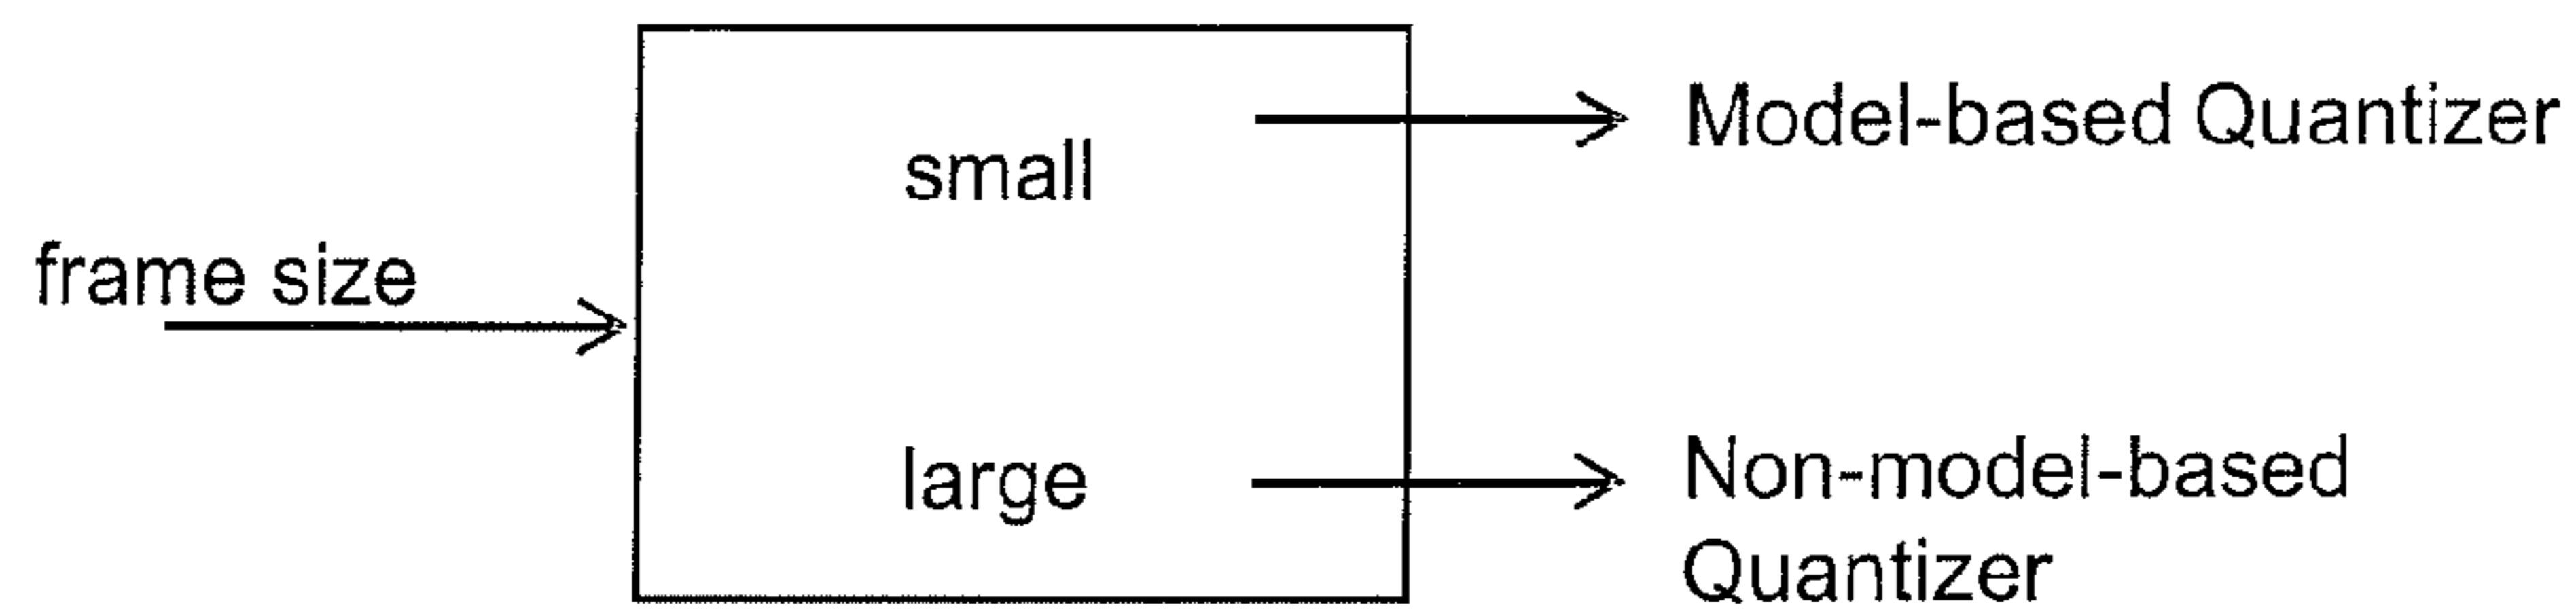 Model-based Quantizer
small
frame size
large
Non-model-based
Quantizer